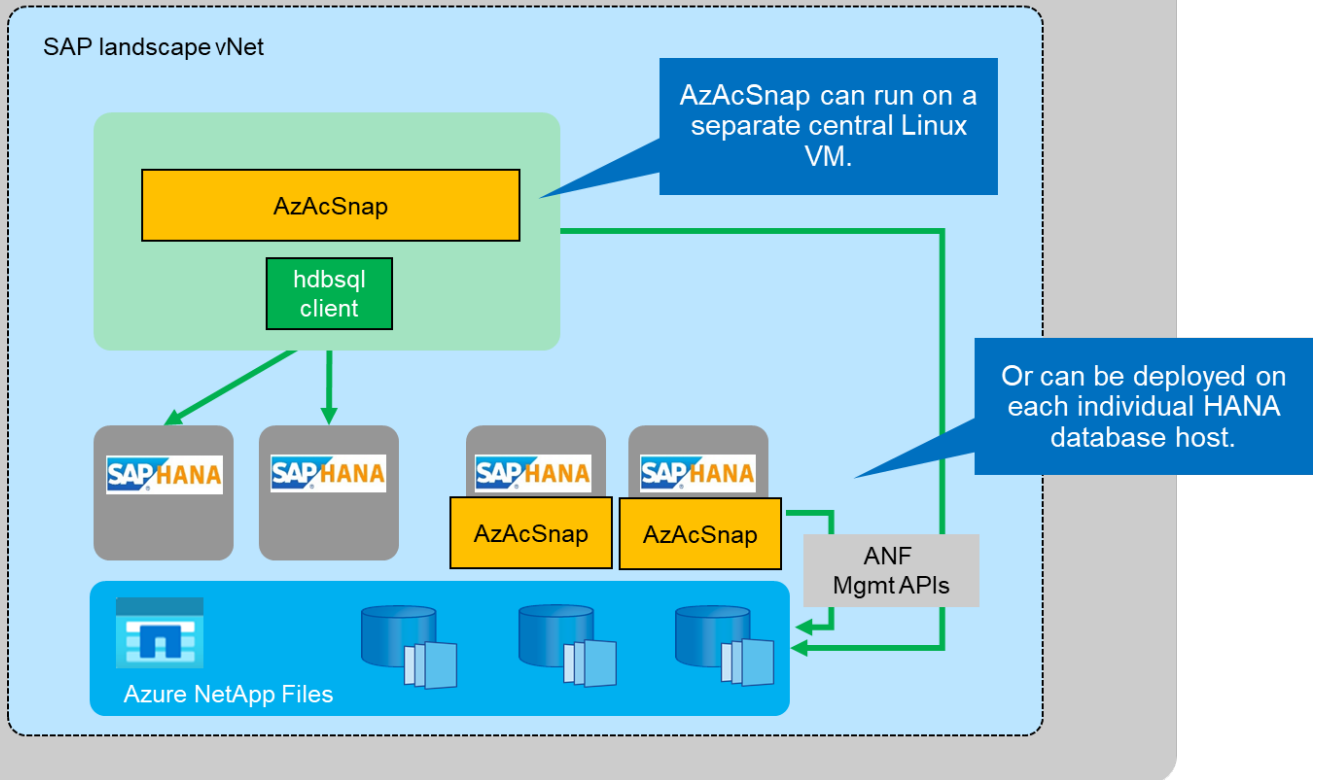 SAP landscape vNet
AzAcSnap can run on a
separate central Linux
VM.
AzAcSnap
hdbsql
client
Or can be deployed on
each individual HANA
database host.
SAP HANA
SAP HANA
SAP HANA
SAP HANA
AzAcSnap
AzAcSnap
ANF
Mgmt APIs
Azure NetApp Files